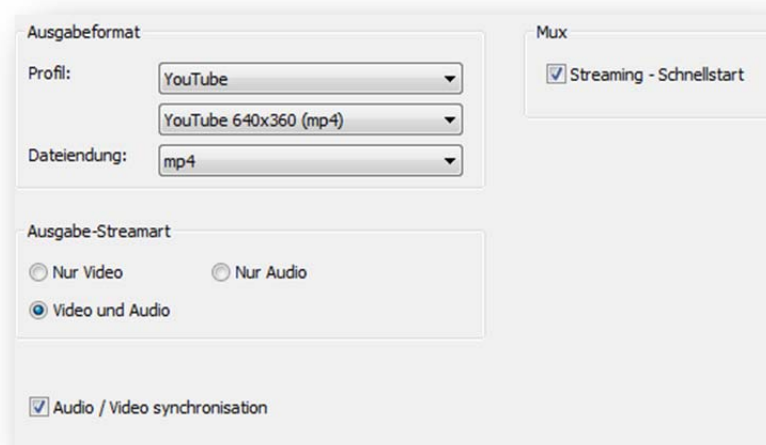 Ausgabeformat
Profil:
YouTube
YouTube 640x360 (mp4)
Dateiendung:
mp4
Mux
Streaming - Schnellstart
Ausgabe-Streamart
Nur Video
Nur Audio
Video und Audio
Audio / Video synchronisation